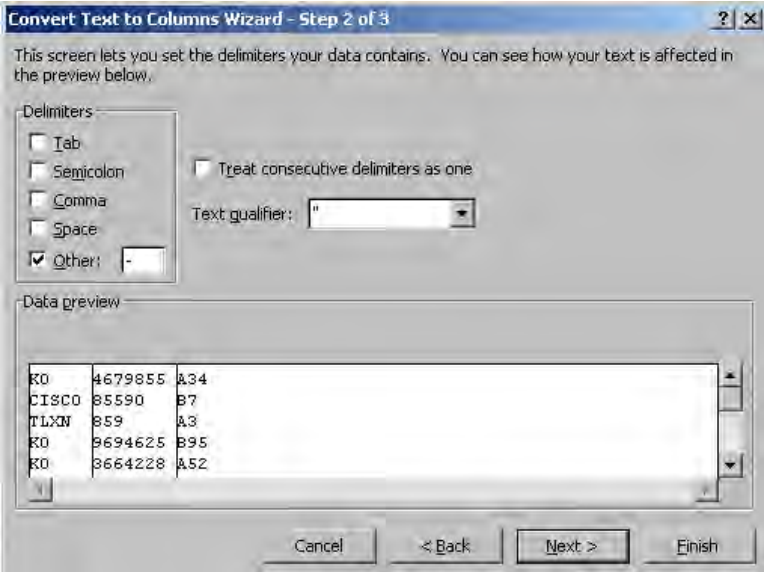 Convert Text to Columns Wizard - Step 2 of 3
This screen lets you set the delimiters your data contains. You can see how your text is affected in
the preview below.
Delimiters
Tab
Semicolon
Comma
Space
Other: -
Treat consecutive delimiters as one
Text qualifier: "
Data preview
KO 4679855 A34
CISCO 85590 B7
TLXN 859 A3
KO 9694625 B95
KO 3664228 A52
Cancel < Back Next > Finish